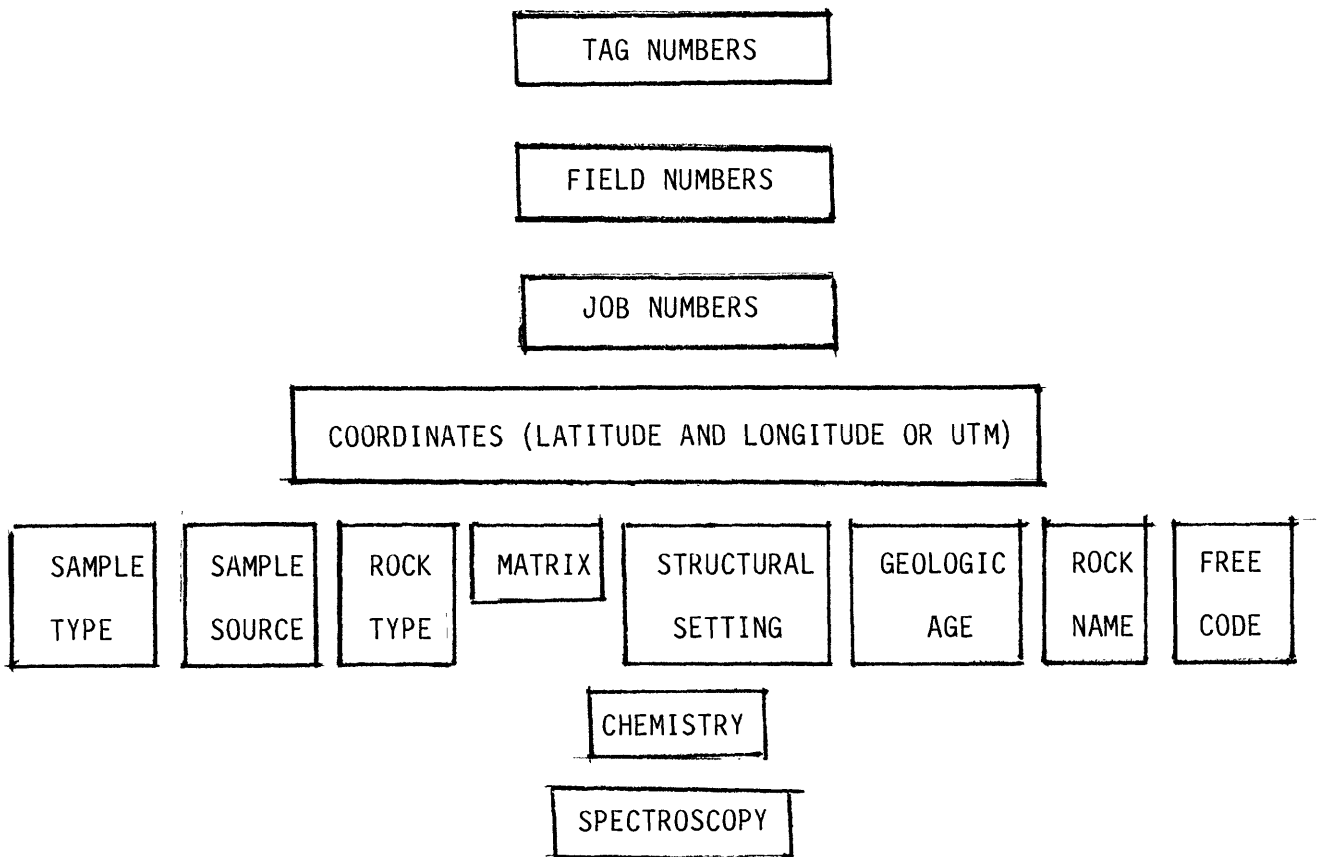 TAG NUMBERS
FIELD NUMBERS
JOB NUMBERS
COORDINATES (LATITUDE AND LONGITUDE OR UTM)
SAMPLE
TYPE
SAMPLE
SOURCE
ROCK
TYPE
MATRIX
STRUCTURAL
SETTING
GEOLOGIC
AGE
ROCK
NAME
FREE
CODE
CHEMISTRY
SPECTROSCOPY